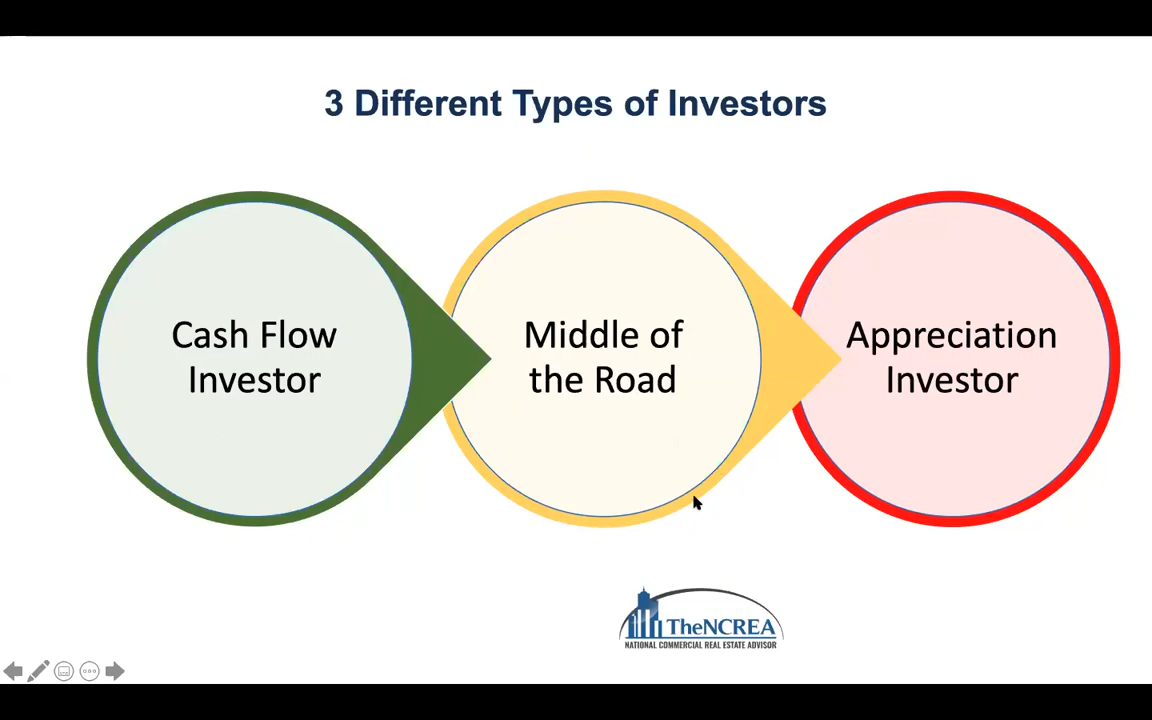 3 Different Types of Investors
Cash Flow
Investor
Middle of
the Road
Appreciation
Investor
TheNCREA
NATIONAL COMMERCIAL REAL ESTATE ADVISOR